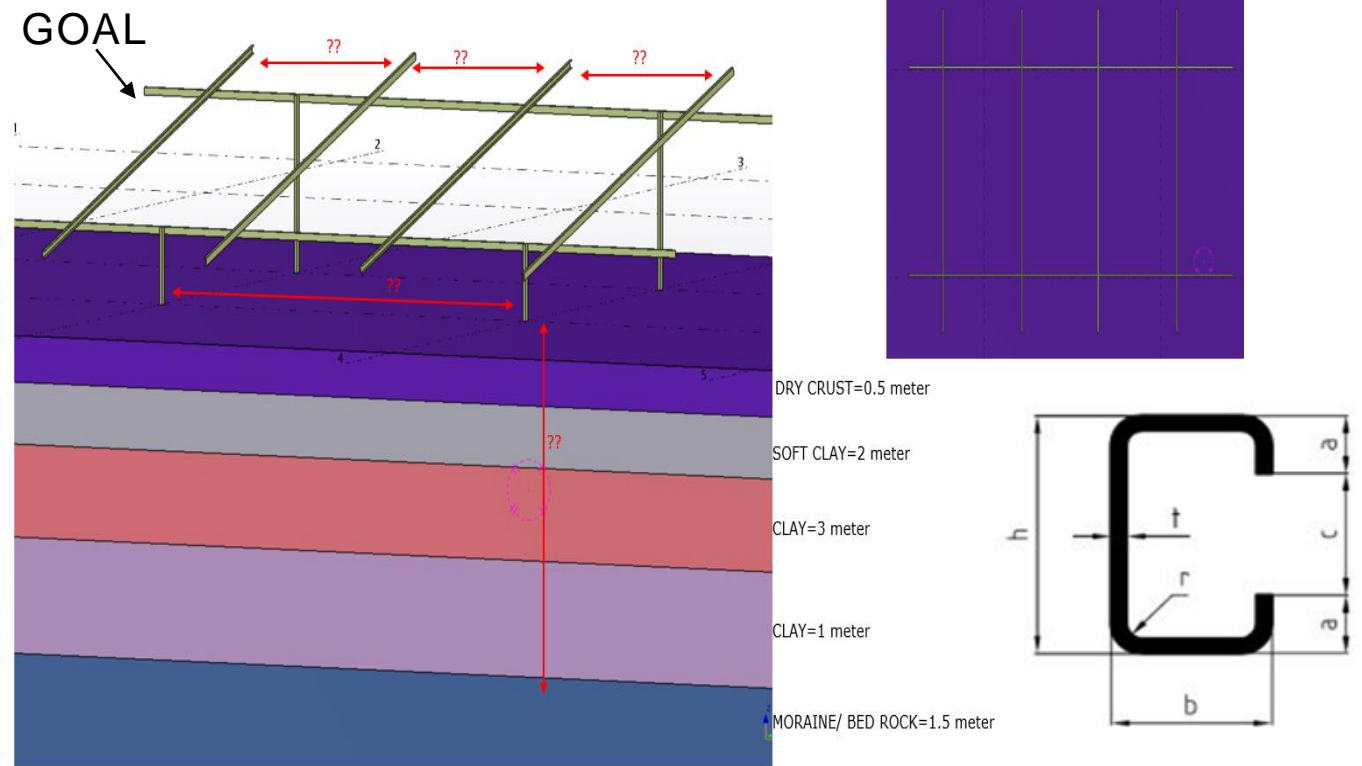 GOAL
??
??
??
1
2
3
??
4
5
??
DRY CRUST=0.5 meter
SOFT CLAY=2 meter
CLAY=3 meter
CLAY=1 meter
MORAINE/ BED ROCK=1.5 meter
h
t
r
a
c
a
b